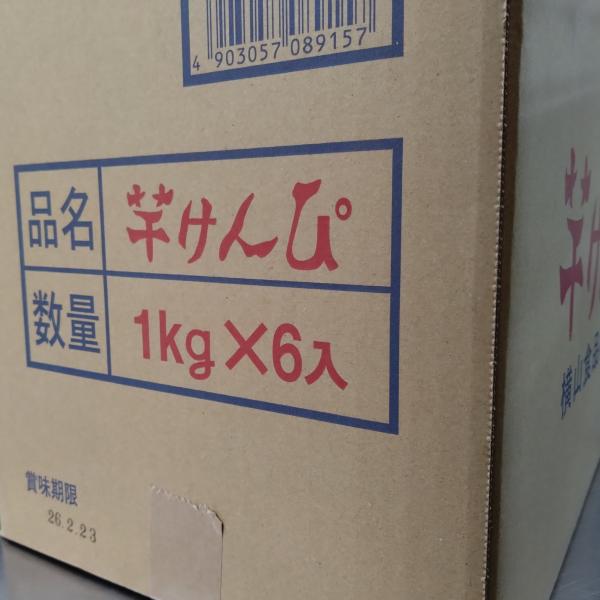 4 903057 089157
品名 芋けんぴ
数量 1kg×6入
賞味期限
26.2.23
芋け
横山食品